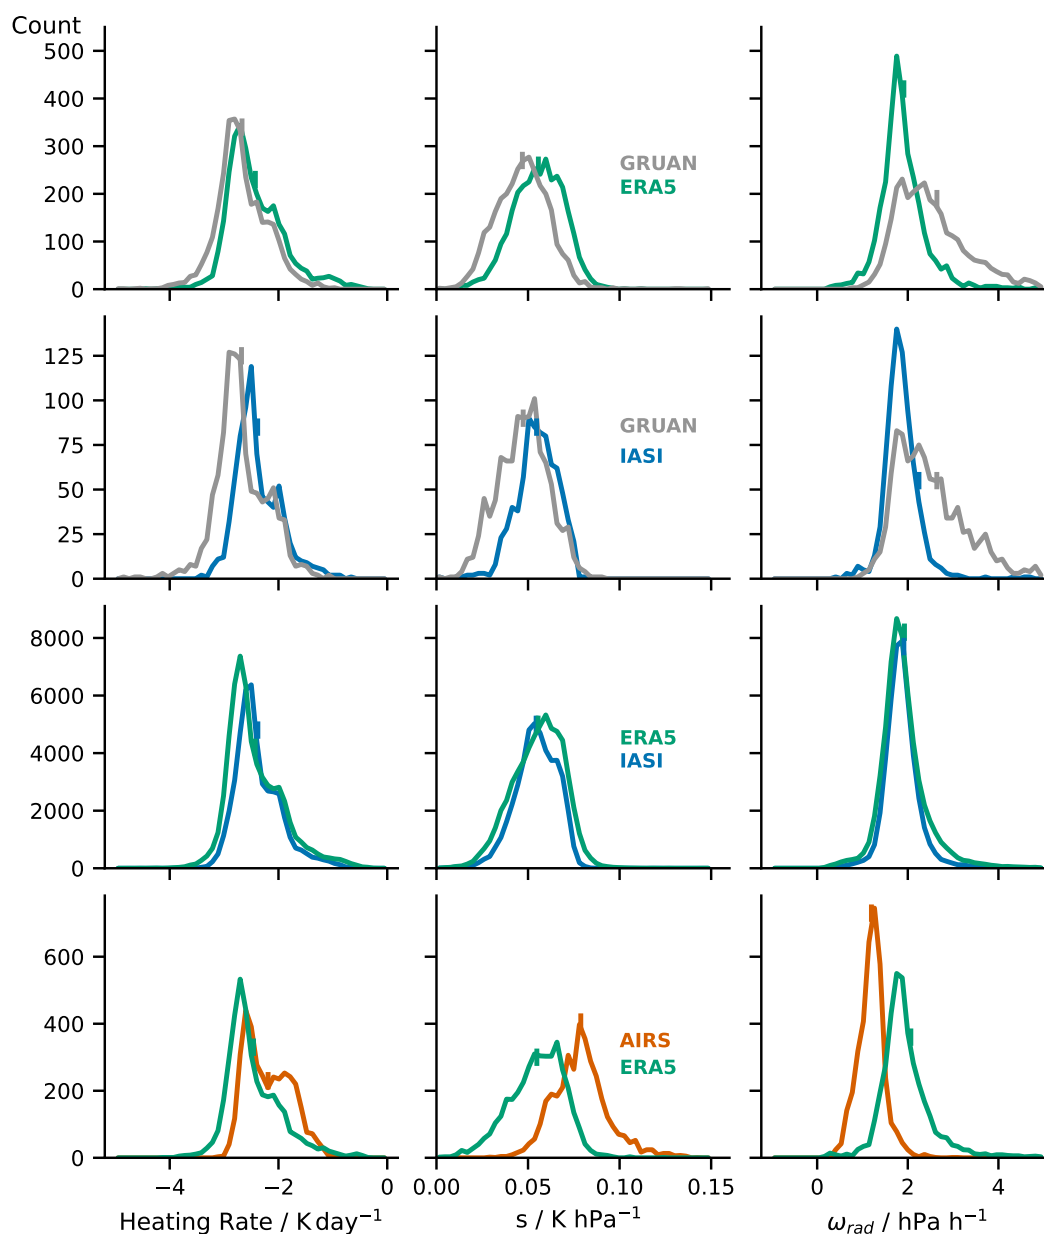 Count
500
400
300
200
100
0
GRUAN
ERA5
125
100
75
50
25
0
GRUAN
IASI
8000
6000
4000
2000
0
ERA5
IASI
600
400
200
0
AIRS
ERA5
−4 −2 0
0.00 0.05 0.10 0.15
0 2 4
Heating Rate / K day⁻¹
s / K hPa⁻¹
ω_rad / hPa h⁻¹